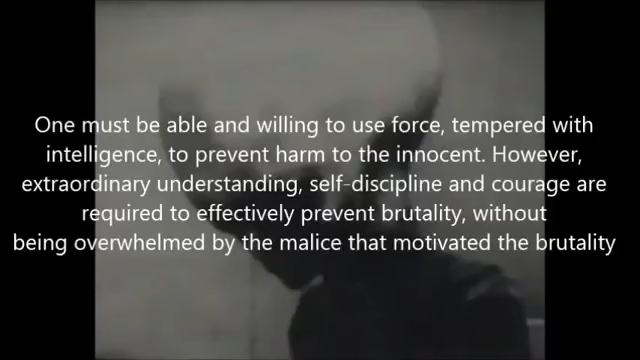 One must be able and willing to use force, tempered with
intelligence, to prevent harm to the innocent. However,
extraordinary understanding, self-discipline and courage are
required to effectively prevent brutality, without
being overwhelmed by the malice that motivated the brutality